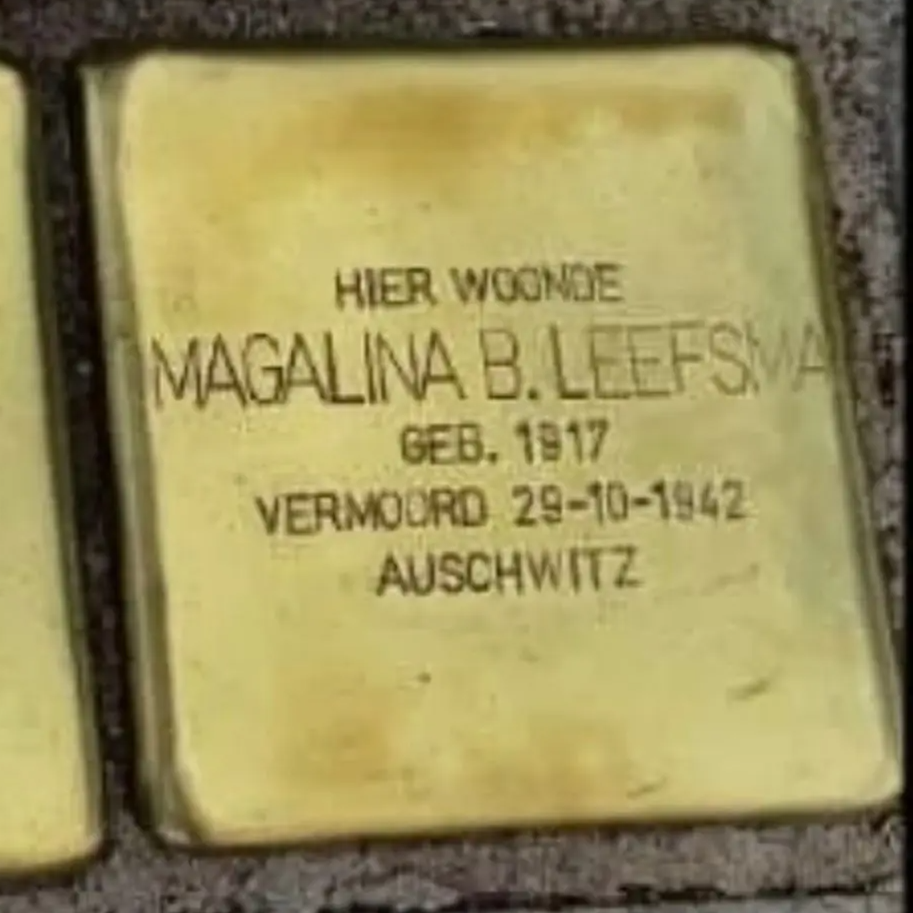 HIER WOONDE
MAGALINA B. LEEFSMA
GEB. 1917
VERMOORD 29-10-1942
AUSCHWITZ